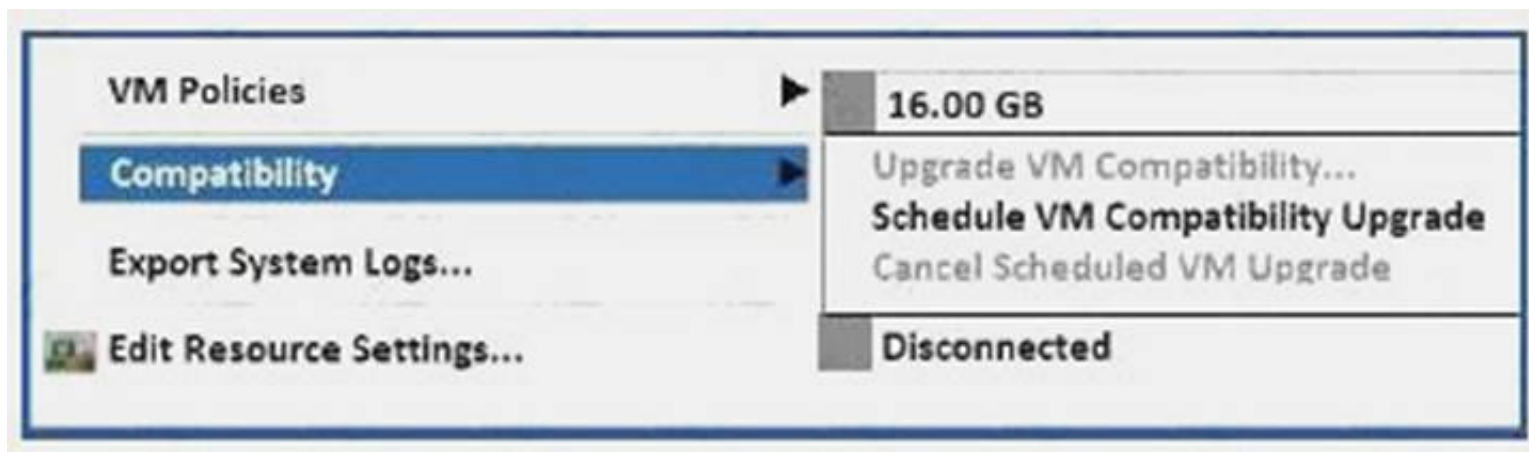 VM Policies
16.00 GB
Compatibility
Upgrade VM Compatibility...
Schedule VM Compatibility Upgrade
Cancel Scheduled VM Upgrade
Export System Logs...
Edit Resource Settings...
Disconnected